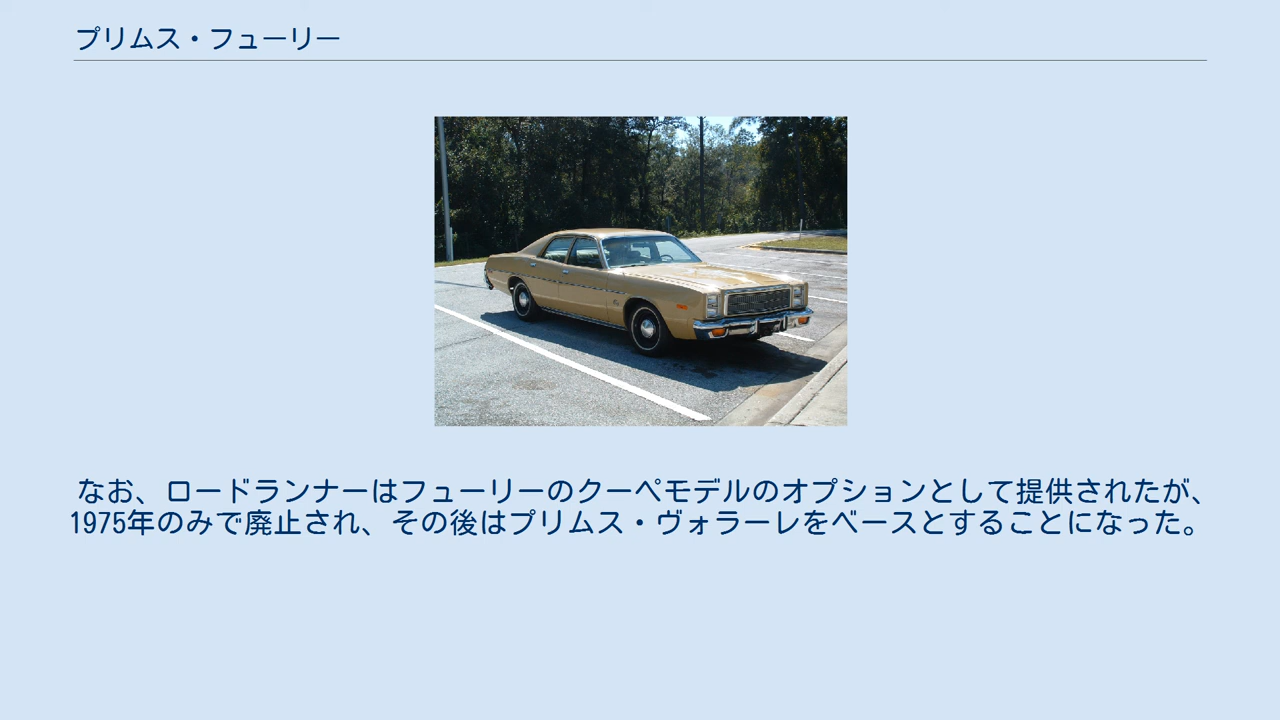 プリムス・フューリー
なお、ロードランナーはフューリーのクーペモデルのオプションとして提供されたが、
1975年のみで廃止され、その後はプリムス・ヴォラーレをベースとすることになった。